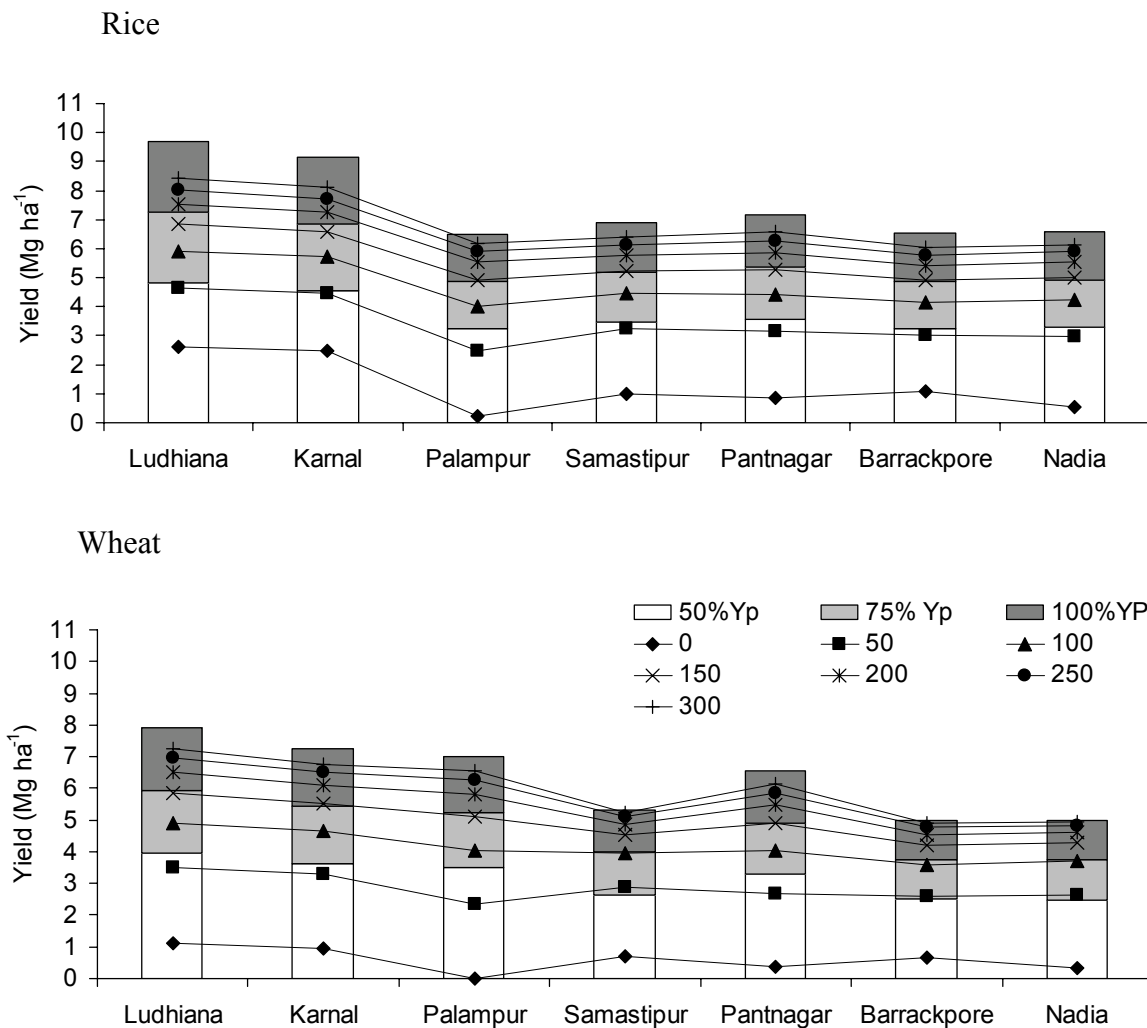 Rice
11
10
9
8
7
6
5
4
3
2
1
0
Yield (Mg ha⁻¹)
Ludhiana Karnal Palampur Samastipur Pantnagar Barrackpore Nadia
Wheat
50%Yp 75% Yp 100%YP
0 50 100
150 200 250
300
11
10
9
8
7
6
5
4
3
2
1
0
Yield (Mg ha⁻¹)
Ludhiana Karnal Palampur Samastipur Pantnagar Barrackpore Nadia